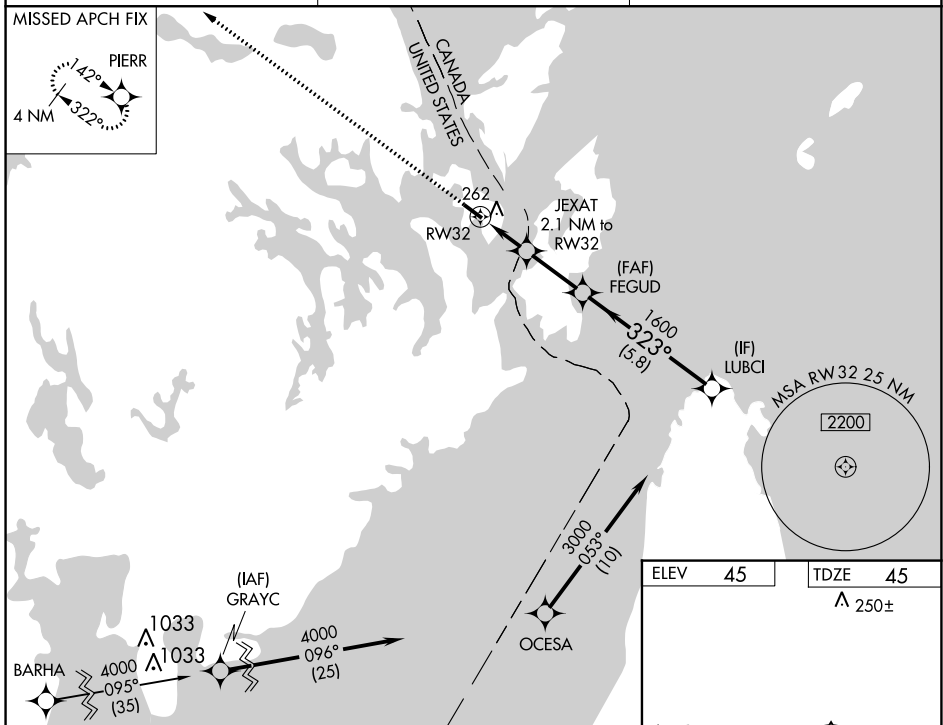 MISSED APCH FIX
PIERR
142°
322°
4 NM
CANADA
UNITED STATES
262
RW32
JEXAT
2.1 NM to
RW32
(FAF)
FEGUD
1600
323°
(5.8)
(IF)
LUBCI
MSA RW32 25 NM
2200
3000
053°
(10)
OCESA
(IAF)
GRAYC
1033
1033
4000
096°
(25)
BARHA
4000
095°
(35)
ELEV 45
TDZE 45
250±